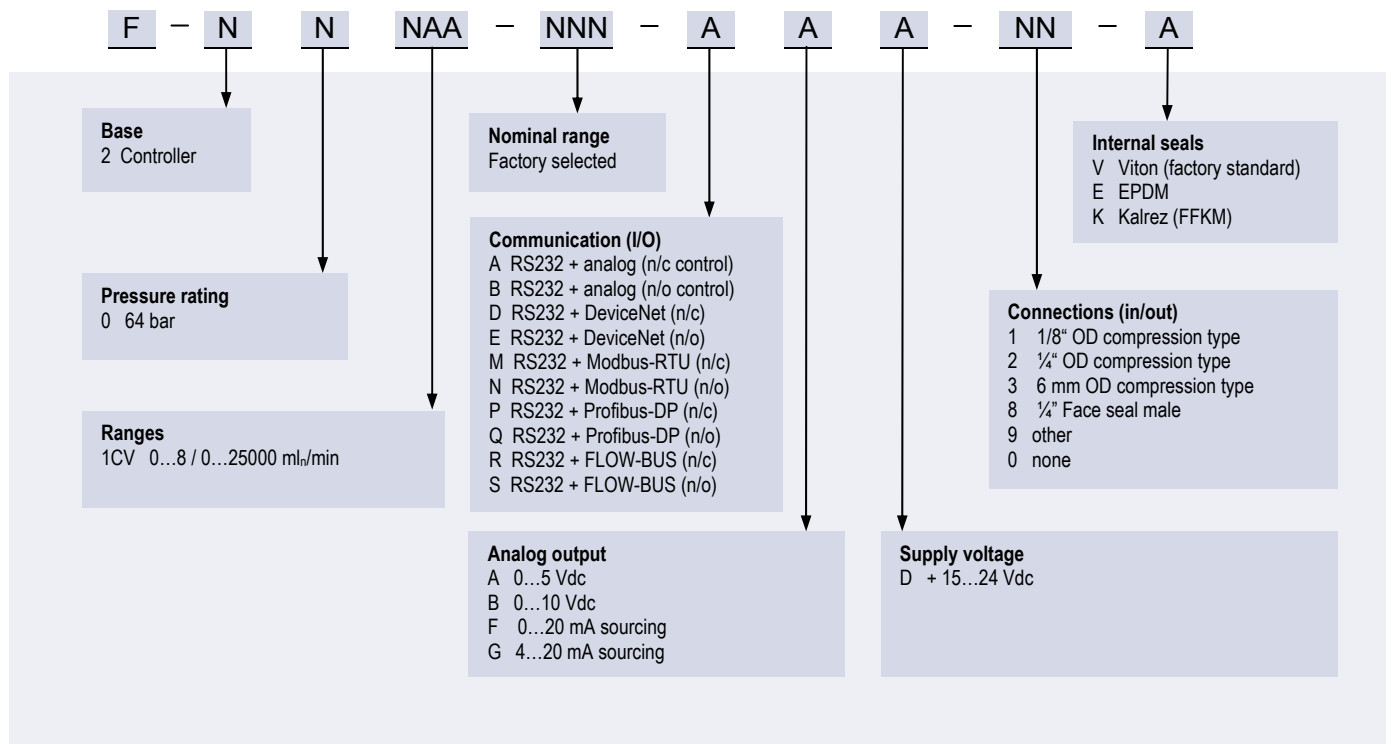 F – N N NAA – NNN – A A A – NN – A
Base
2 Controller
Nominal range
Factory selected
Internal seals
V Viton (factory standard)
E EPDM
K Kalrez (FFKM)
Communication (I/O)
A RS232 + analog (n/c control)
B RS232 + analog (n/o control)
D RS232 + DeviceNet (n/c)
E RS232 + DeviceNet (n/o)
M RS232 + Modbus-RTU (n/c)
N RS232 + Modbus-RTU (n/o)
P RS232 + Profibus-DP (n/c)
Q RS232 + Profibus-DP (n/o)
R RS232 + FLOW-BUS (n/c)
S RS232 + FLOW-BUS (n/o)
Pressure rating
0 64 bar
Connections (in/out)
1 1/8“ OD compression type
2 ¼“ OD compression type
3 6 mm OD compression type
8 ¼” Face seal male
9 other
0 none
Ranges
1CV 0…8 / 0…25000 mlₙ/min
Analog output
A 0…5 Vdc
B 0…10 Vdc
F 0…20 mA sourcing
G 4…20 mA sourcing
Supply voltage
D + 15…24 Vdc